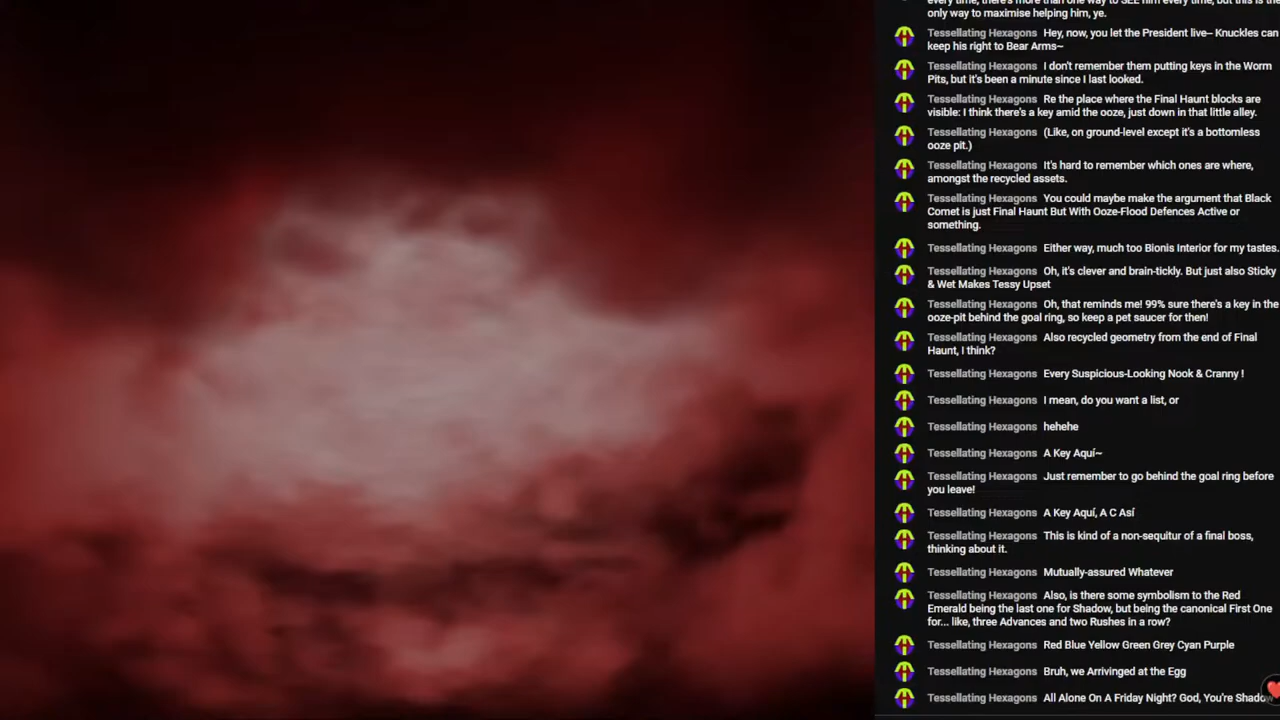 every time, there's more than one way to SEE him every time, but this is the
only way to maximise helping him, ye.
Tessellating Hexagons Hey, now, you let the President live– Knuckles can
keep his right to Bear Arms~
Tessellating Hexagons I don't remember them putting keys in the Worm
Pits, but it's been a minute since I last looked.
Tessellating Hexagons Re the place where the Final Haunt blocks are
visible: I think there's a key amid the ooze, just down in that little alley.
Tessellating Hexagons (Like, on ground-level except it's a bottomless
ooze pit.)
Tessellating Hexagons It's hard to remember which ones are where,
amongst the recycled assets.
Tessellating Hexagons You could maybe make the argument that Black
Comet is just Final Haunt But With Ooze-Flood Defences Active or
something.
Tessellating Hexagons Either way, much too Bionis Interior for my tastes.
Tessellating Hexagons Oh, it's clever and brain-tickly. But just also Sticky
& Wet Makes Tessy Upset
Tessellating Hexagons Oh, that reminds me! 99% sure there's a key in the
ooze-pit behind the goal ring, so keep a pet saucer for then!
Tessellating Hexagons Also recycled geometry from the end of Final
Haunt, I think?
Tessellating Hexagons Every Suspicious-Looking Nook & Cranny !
Tessellating Hexagons I mean, do you want a list, or
Tessellating Hexagons hehehe
Tessellating Hexagons A Key Aquí~
Tessellating Hexagons Just remember to go behind the goal ring before
you leave!
Tessellating Hexagons A Key Aquí, A C Así
Tessellating Hexagons This is kind of a non-sequitur of a final boss,
thinking about it.
Tessellating Hexagons Mutually-assured Whatever
Tessellating Hexagons Also, is there some symbolism to the Red
Emerald being the last one for Shadow, but being the canonical First One
for... like, three Advances and two Rushes in a row?
Tessellating Hexagons Red Blue Yellow Green Grey Cyan Purple
Tessellating Hexagons Bruh, we Arrivinged at the Egg
Tessellating Hexagons All Alone On A Friday Night? God, You're Shadow